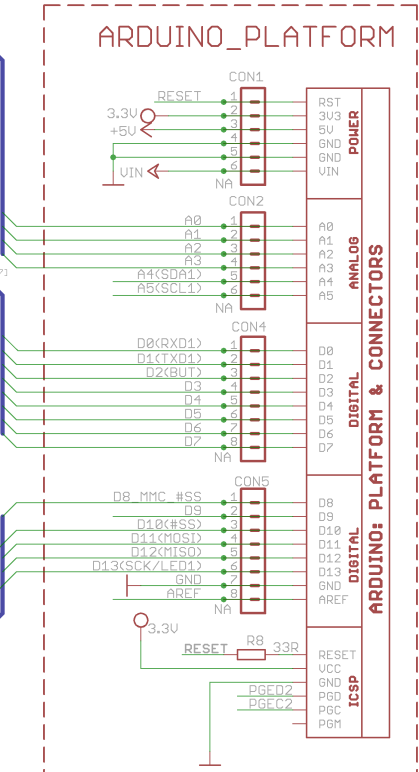 ARDUINO_PLATFORM
CON1
RESET 1 RST
3.3V 2 3V3
+5V 3 5V
4 GND
5 GND
VIN 6 VIN
NA
POWER
CON2
A0 1 A0
A1 2 A1
A2 3 A2
A3 4 A3
A4(SDA1) 5 A4
A5(SCL1) 6 A5
NA
ANALOG
CON4
D0(RXD1) 1 D0
D1(TXD1) 2 D1
D2(BUT) 3 D2
D3 4 D3
D4 5 D4
D5 6 D5
D6 7 D6
D7 8 D7
NA
DIGITAL
CON5
D8_MMC_#SS 1 D8
D9 2 D9
D10(#SS) 3 D10
D11(MOSI) 4 D11
D12(MISO) 5 D12
D13(SCK/LED1) 6 D13
GND 7 GND
AREF 8 AREF
NA
DIGITAL
3.3V
RESET R8 33R RESET
VCC
GND
PGED2 PGD
PGEC2 PGC
PGM
ICSP
ARDUINO: PLATFORM & CONNECTORS